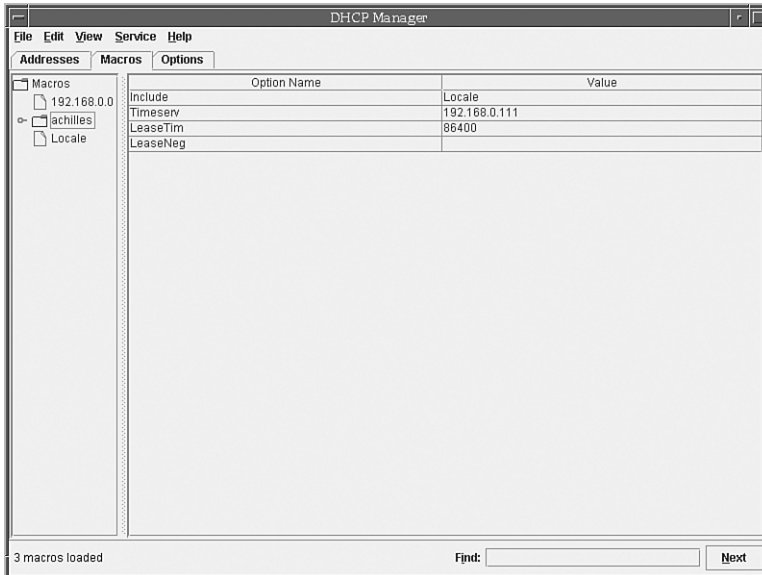 DHCP Manager
File Edit View Service Help
Addresses Macros Options
Macros
192.168.0.0
achilles
Locale
Option Name Value
Include Locale
Timeserv 192.168.0.111
LeaseTim 86400
LeaseNeg
3 macros loaded Find: Next